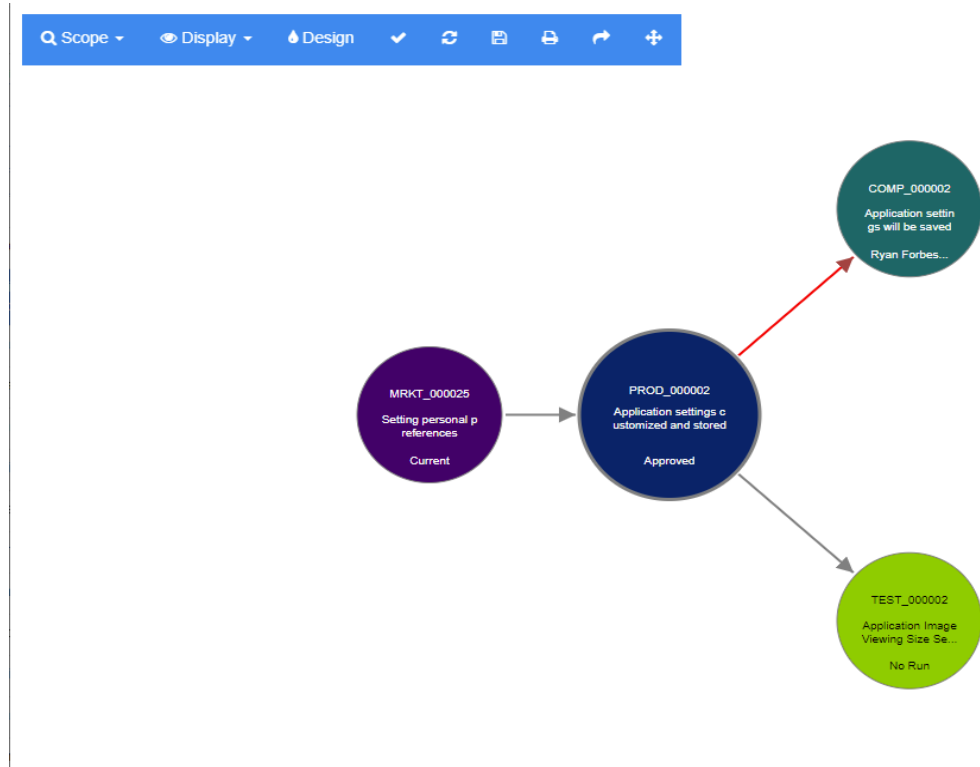 Scope Display Design
COMP_000002
Application settin
gs will be saved
Ryan Forbes...
MRKT_000025
Setting personal p
references
Current
PROD_000002
Application settings c
ustomized and stored
Approved
TEST_000002
Application Image
Viewing Size Se...
No Run